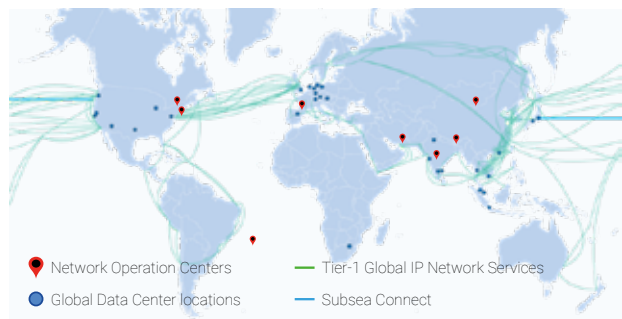 Network Operation Centers
Tier-1 Global IP Network Services
Global Data Center locations
Subsea Connect